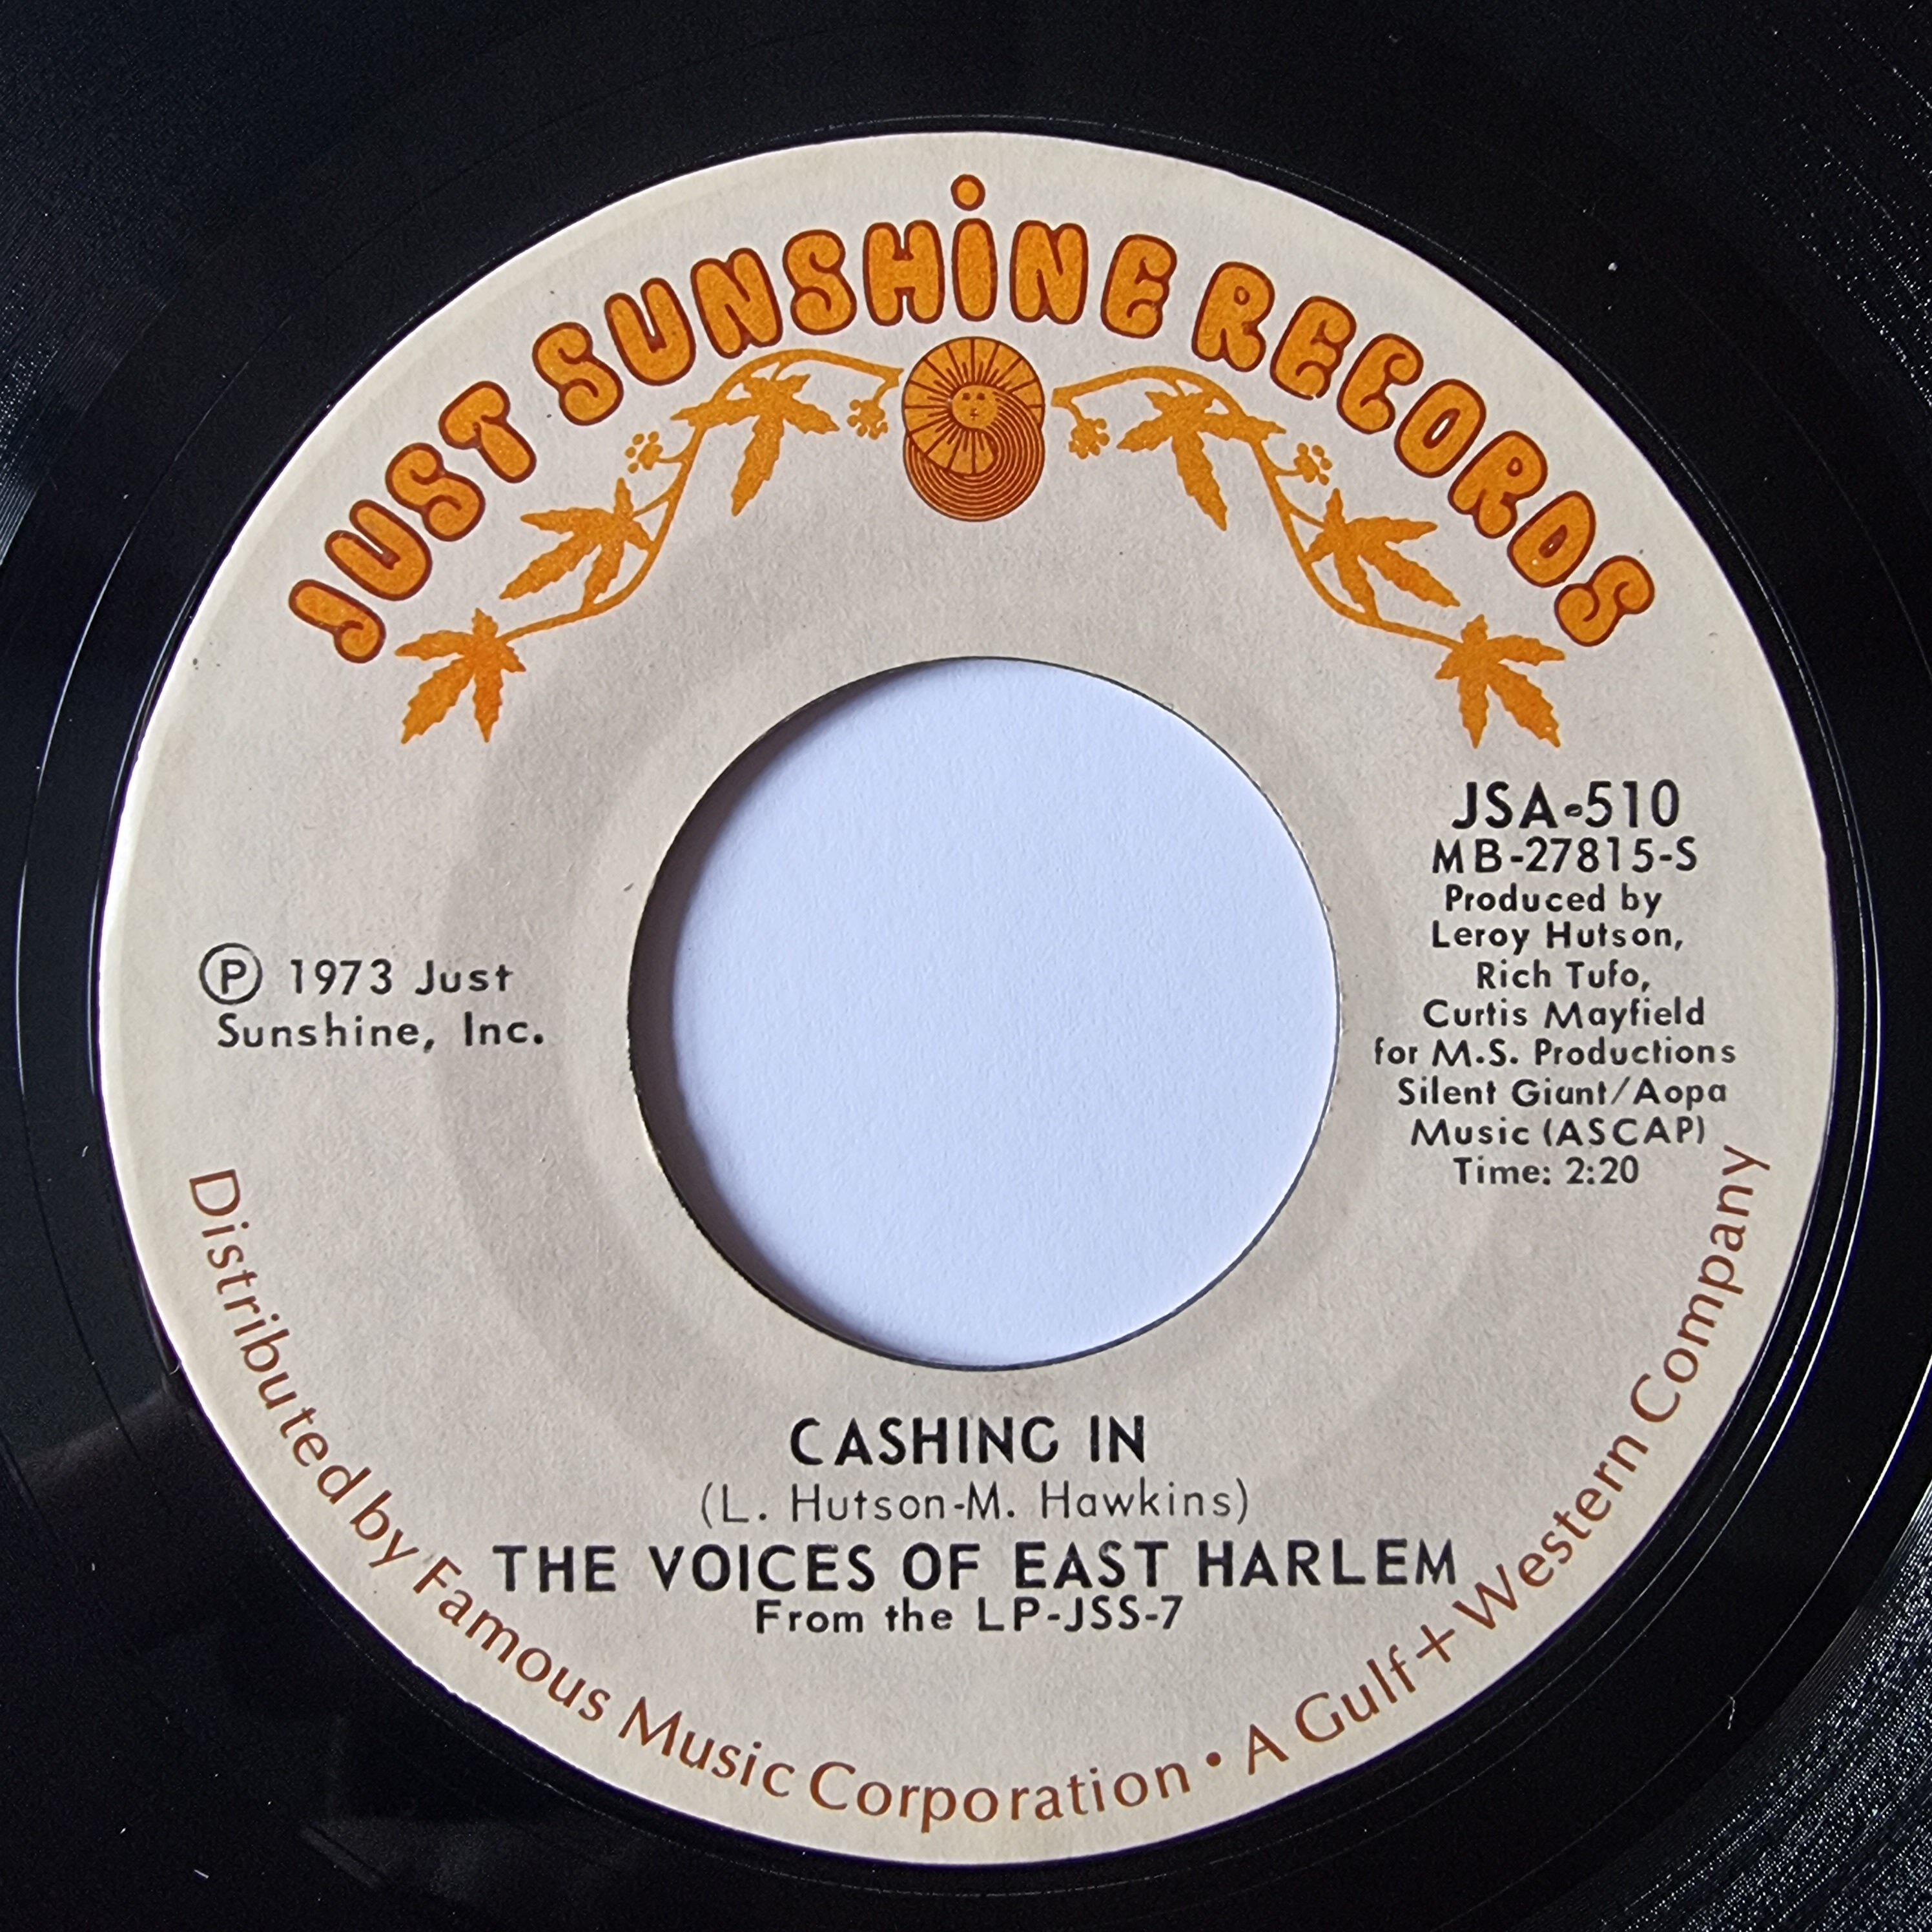 JUST SUNSHiNE RECORDS
JSA-510
MB-27815-S
Produced by
Leroy Hutson,
Rich Tufo,
Curtis Mayfield
for M.S. Productions
Silent Giant/Aopa
Music (ASCAP)
Time: 2:20
Ⓟ 1973 Just
Sunshine, Inc.
CASHING IN
(L. Hutson-M. Hawkins)
THE VOICES OF EAST HARLEM
From the LP-JSS-7
Distributed by Famous Music Corporation • A Gulf+Western Company